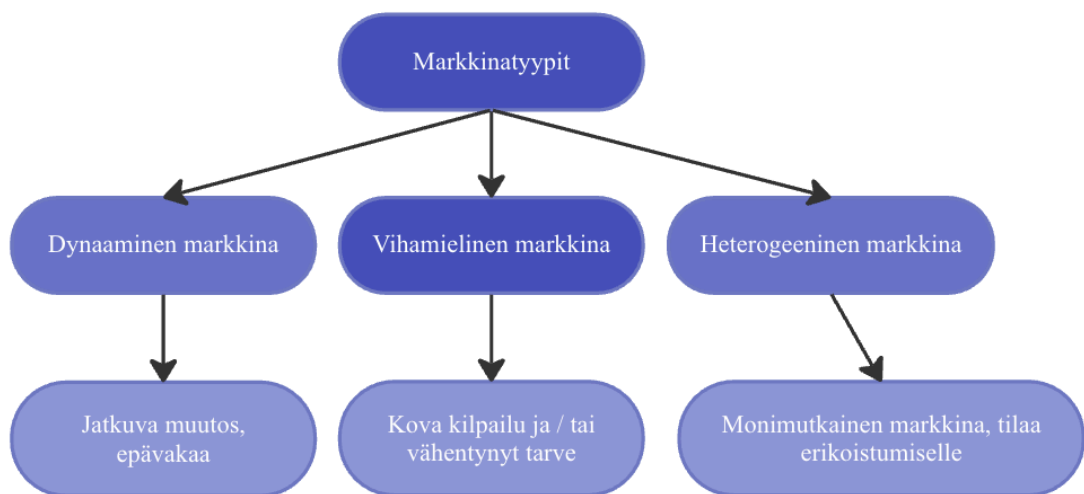 Markkinatyypit
Dynaaminen markkina
Vihamielinen markkina
Heterogeeninen markkina
Jatkuva muutos,
epävakaa
Kova kilpailu ja / tai
vähentynyt tarve
Monimutkainen markkina, tilaa
erikoistumiselle